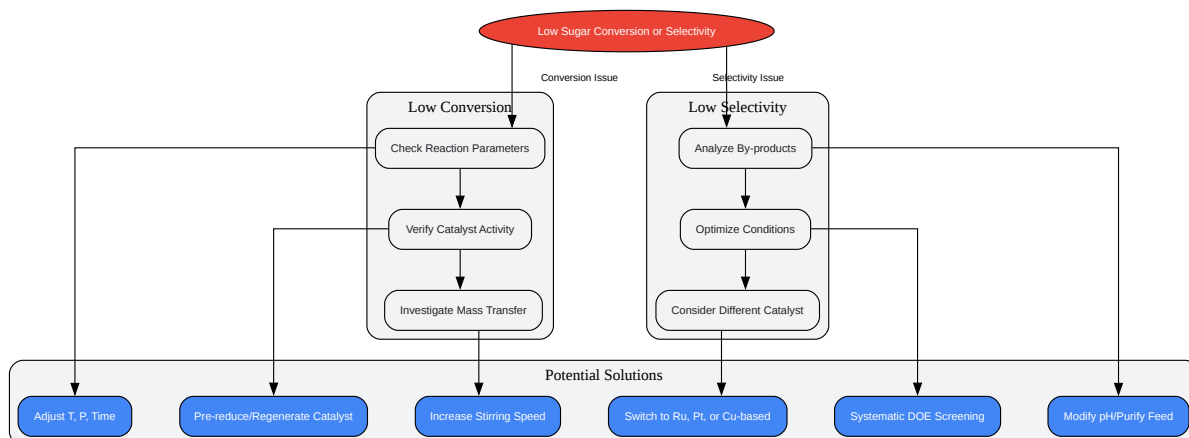 Low Sugar Conversion or Selectivity
Conversion Issue
Selectivity Issue
Low Conversion
Low Selectivity
Check Reaction Parameters
Analyze By-products
Verify Catalyst Activity
Optimize Conditions
Investigate Mass Transfer
Consider Different Catalyst
Potential Solutions
Adjust T, P, Time
Pre-reduce/Regenerate Catalyst
Increase Stirring Speed
Switch to Ru, Pt, or Cu-based
Systematic DOE Screening
Modify pH/Purify Feed